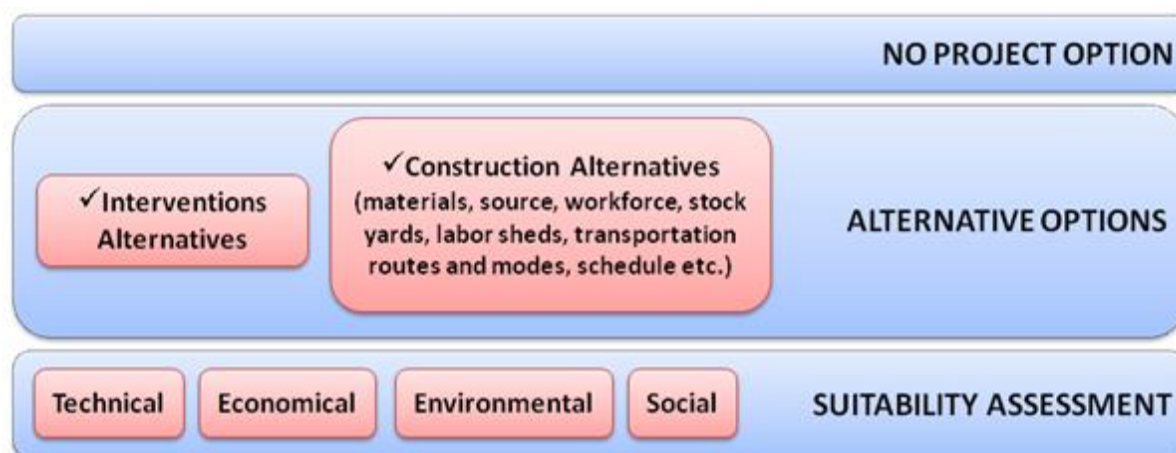 NO PROJECT OPTION
✓Interventions
Alternatives
✓Construction Alternatives
(materials, source, workforce, stock
yards, labor sheds, transportation
routes and modes, schedule etc.)
ALTERNATIVE OPTIONS
Technical
Economical
Environmental
Social
SUITABILITY ASSESSMENT